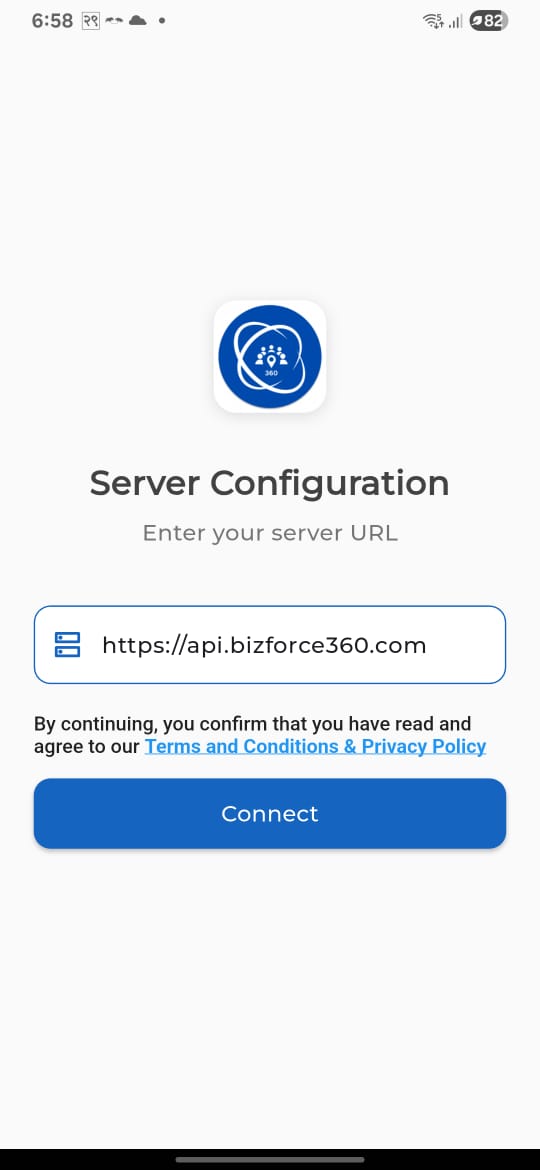 6:58 २९ 82
360
Server Configuration
Enter your server URL
https://api.bizforce360.com
By continuing, you confirm that you have read and
agree to our Terms and Conditions & Privacy Policy
Connect